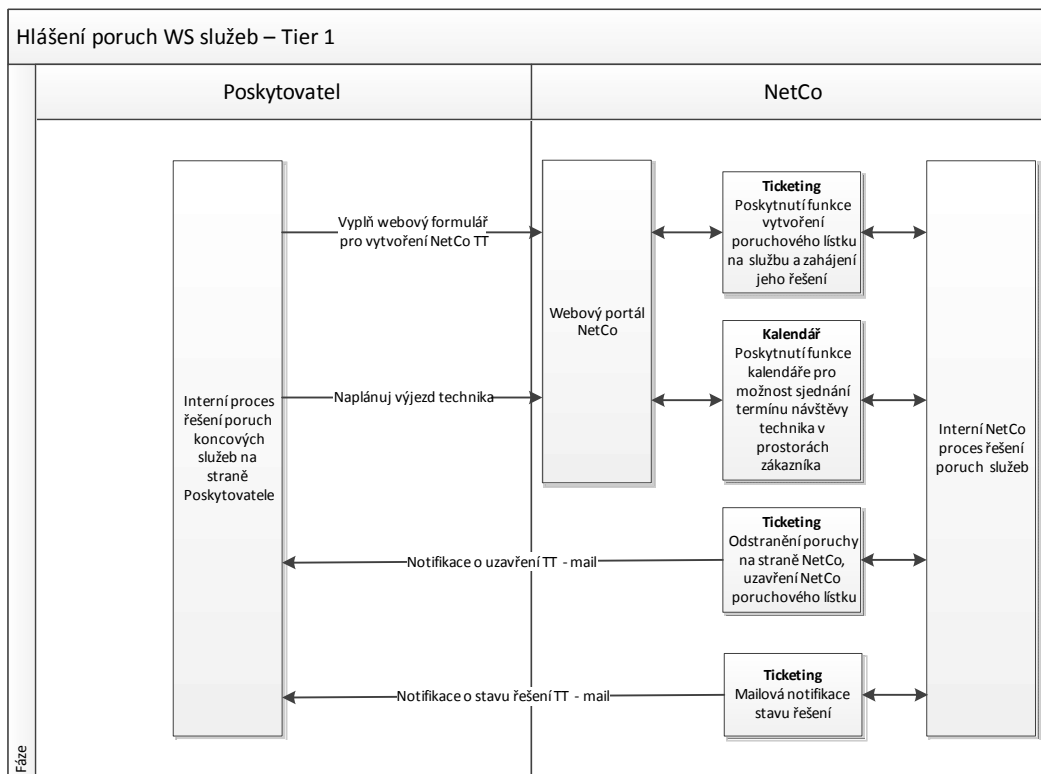 Hlášení poruch WS služeb – Tier 1
Poskytovatel
NetCo
Interní proces
řešení poruch
koncových
služeb na
straně
Poskytovatele
Vyplň webový formulář
pro vytvoření NetCo TT
Naplánuj výjezd technika
Notifikace o uzavření TT - mail
Notifikace o stavu řešení TT - mail
Webový portál
NetCo
Ticketing
Poskytnutí funkce
vytvoření
poruchového lístku
na službu a zahájení
jeho řešení
Kalendář
Poskytnutí funkce
kalendáře pro
možnost sjednání
termínu návštěvy
technika v
prostorách
zákazníka
Ticketing
Odstranění poruchy
na straně NetCo,
uzavření NetCo
poruchového lístku
Ticketing
Mailová notifikace
stavu řešení
Interní NetCo
proces řešení
poruch služeb
Fáze